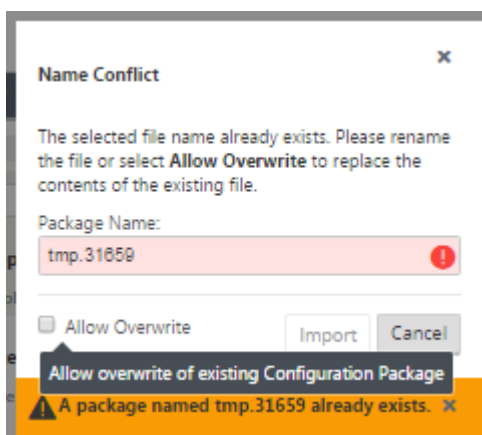 Name Conflict
The selected file name already exists. Please rename
the file or select Allow Overwrite to replace the
contents of the existing file.
Package Name:
tmp.31659
Allow Overwrite
Import
Cancel
Allow overwrite of existing Configuration Package
A package named tmp.31659 already exists.